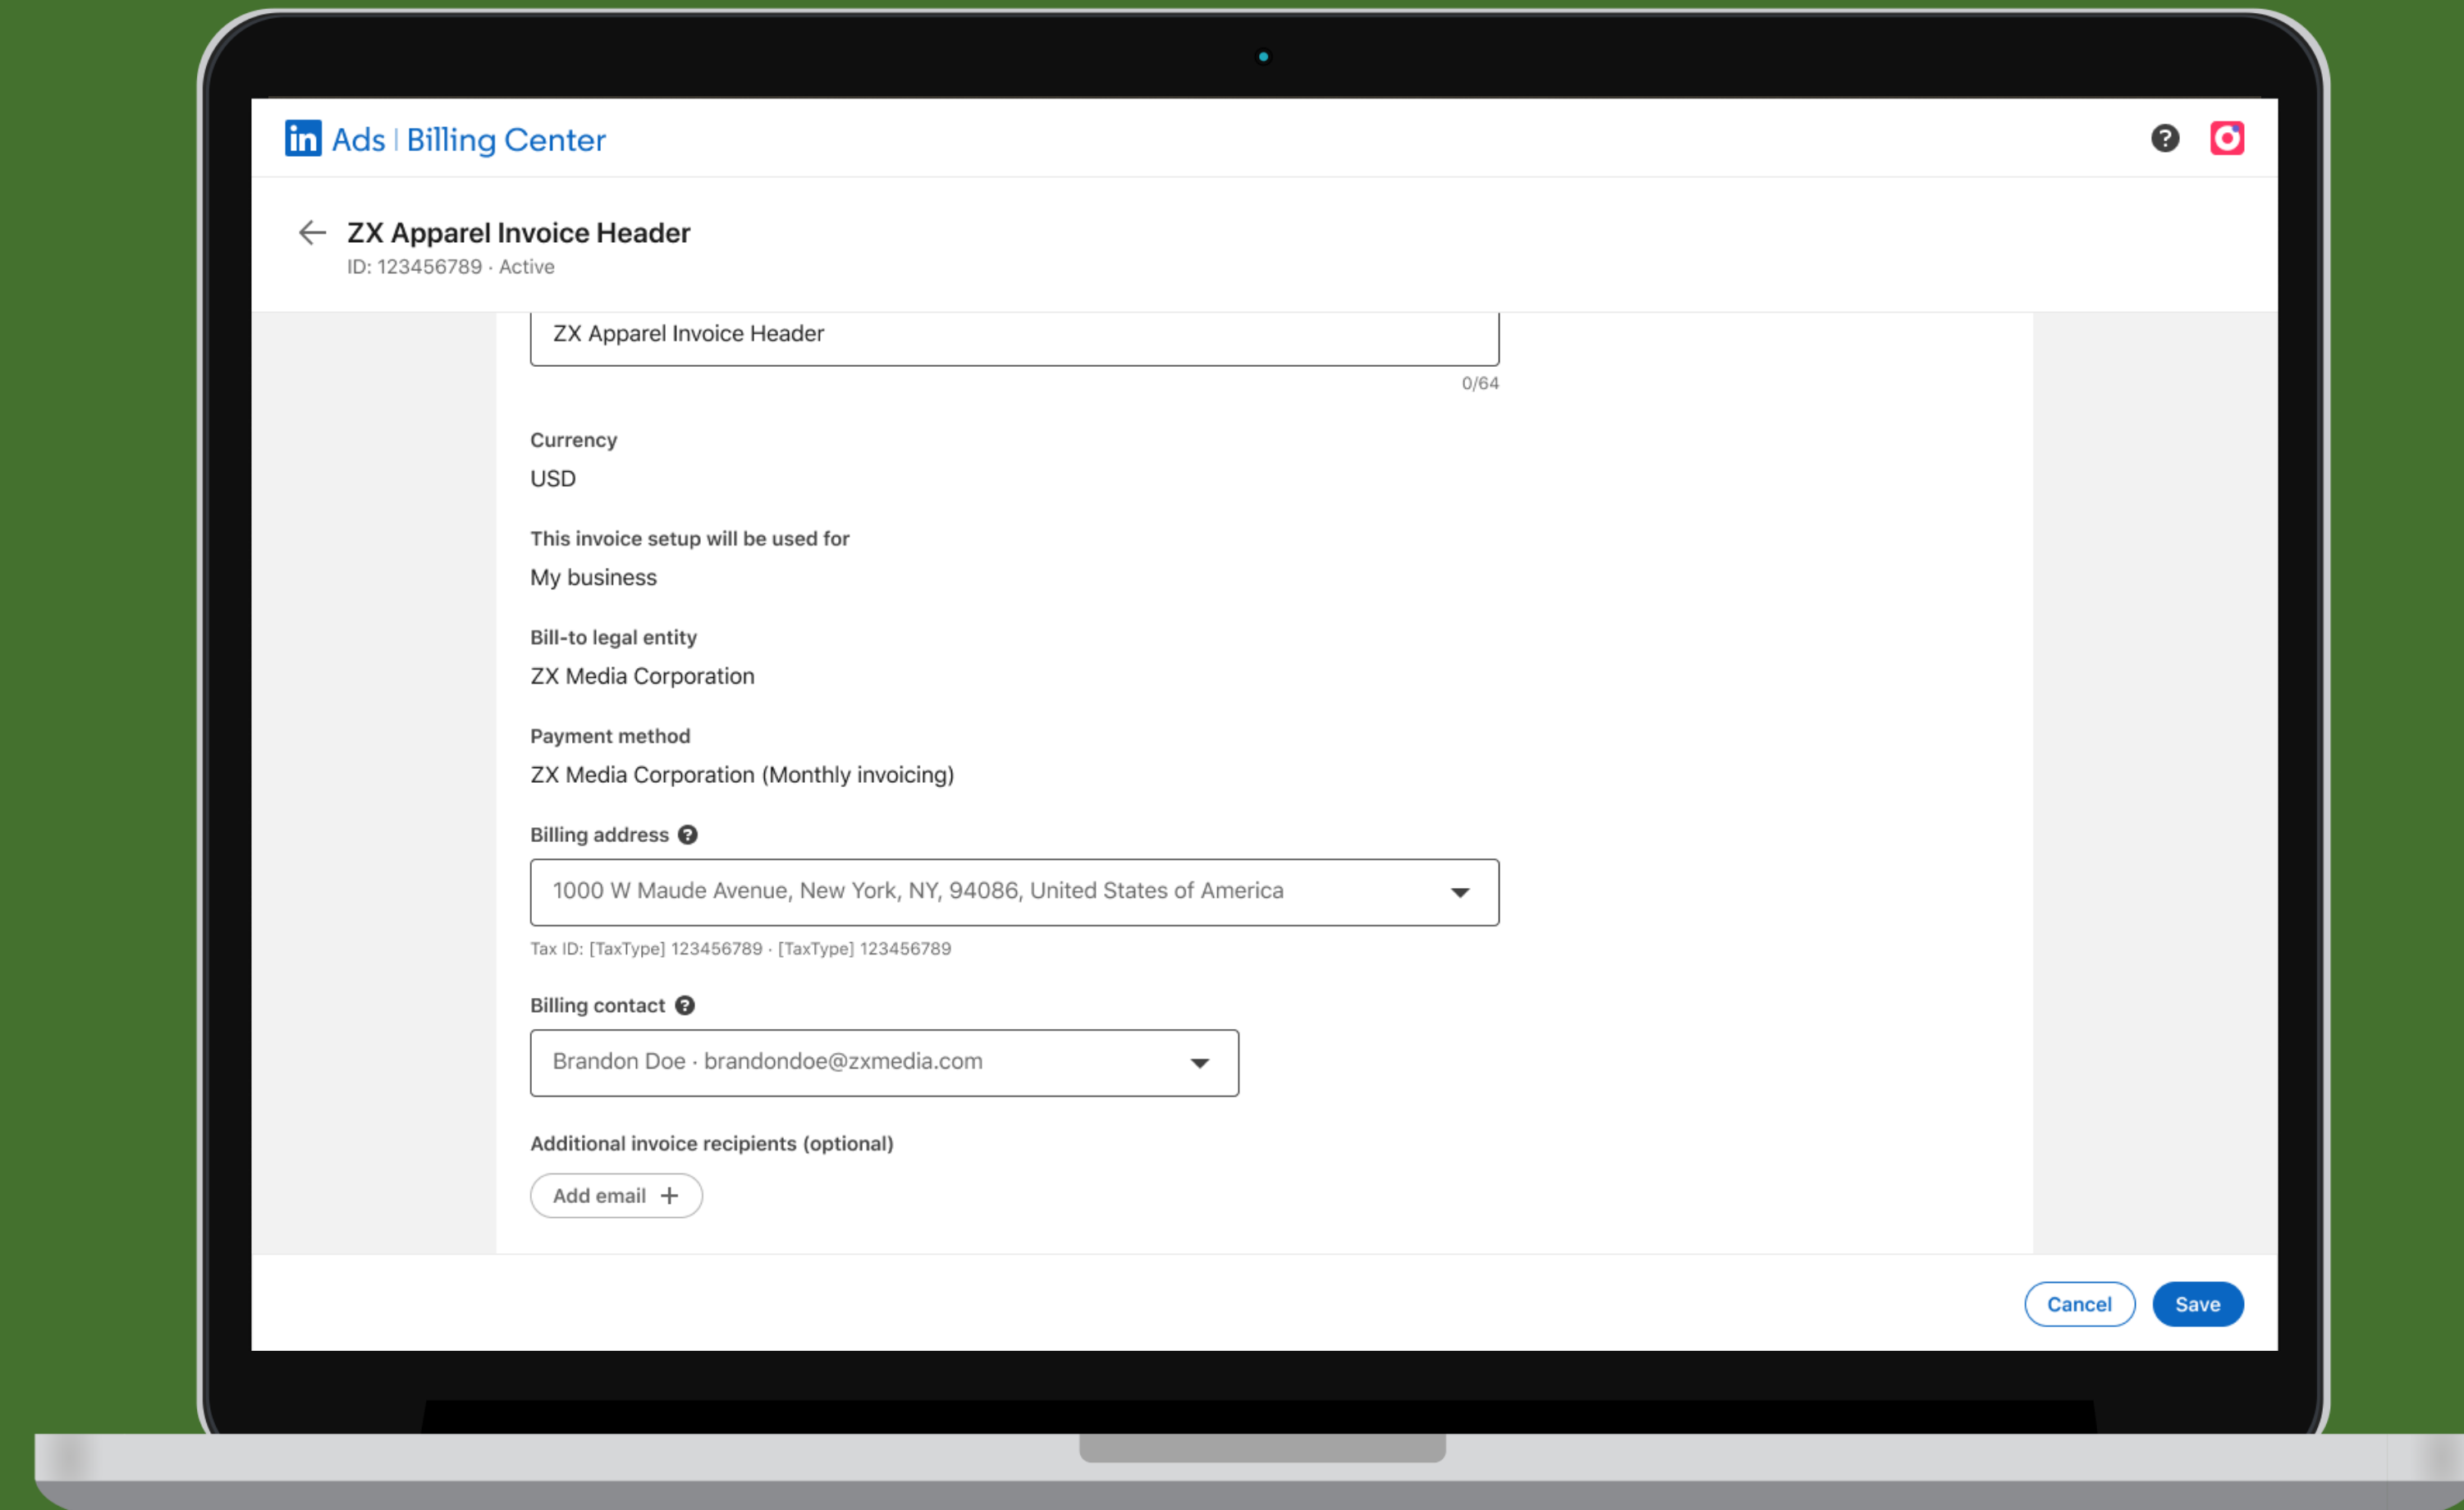 in Ads | Billing Center
ZX Apparel Invoice Header
ID: 123456789 · Active
ZX Apparel Invoice Header
0/64
Currency
USD
This invoice setup will be used for
My business
Bill-to legal entity
ZX Media Corporation
Payment method
ZX Media Corporation (Monthly invoicing)
Billing address
1000 W Maude Avenue, New York, NY, 94086, United States of America
Tax ID: [TaxType] 123456789 · [TaxType] 123456789
Billing contact
Brandon Doe · brandondoe@zxmedia.com
Additional invoice recipients (optional)
Add email +
Cancel Save